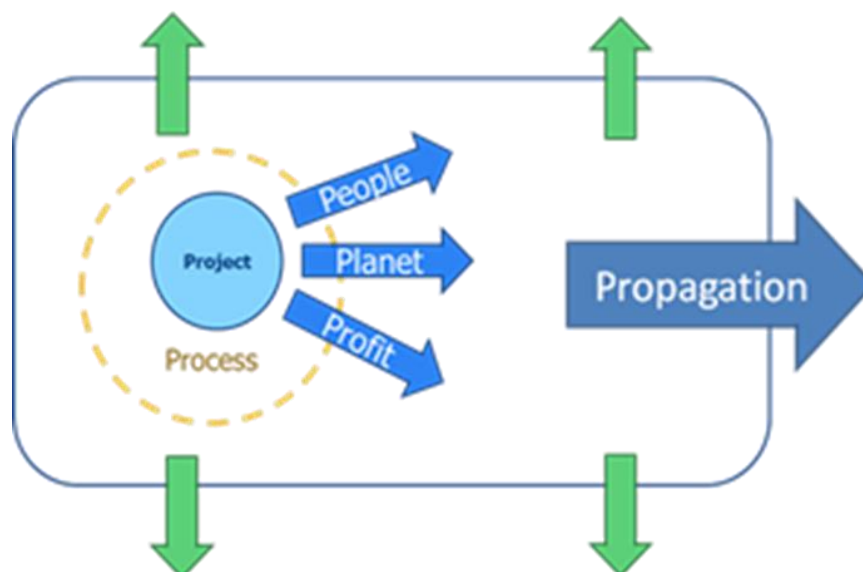 People
Project
Planet
Propagation
Profit
Process